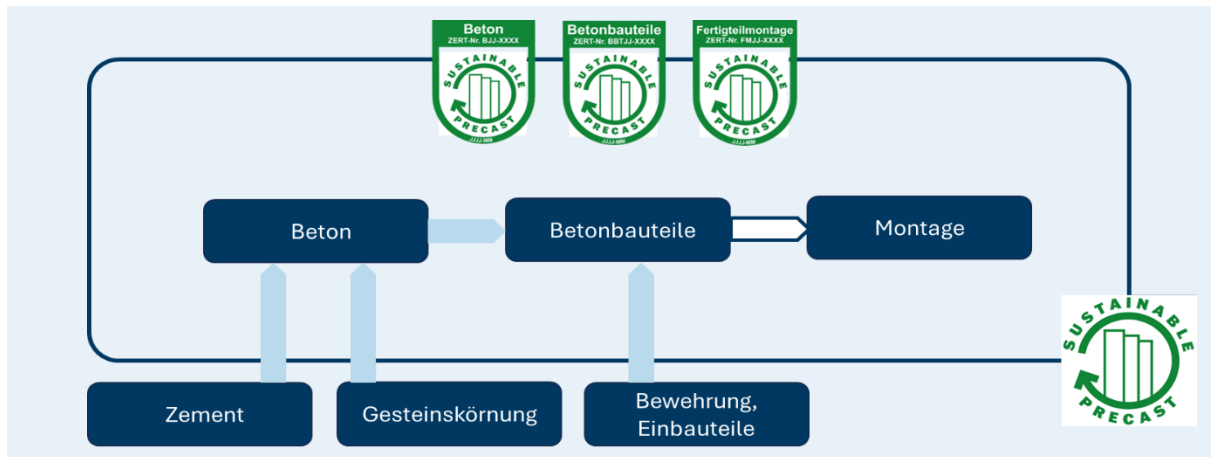 Beton
ZERT-Nr. BJJ-XXXX
SUSTAINABLE
PRECAST
JJJJ-MM
Betonbauteile
ZERT-Nr. BBTJJ-XXXX
SUSTAINABLE
PRECAST
JJJJ-MM
Fertigteilmontage
ZERT-Nr. FMJJ-XXXX
SUSTAINABLE
PRECAST
JJJJ-MM
Beton
Betonbauteile
Montage
Zement
Gesteinskörnung
Bewehrung,
Einbauteile
SUSTAINABLE
PRECAST